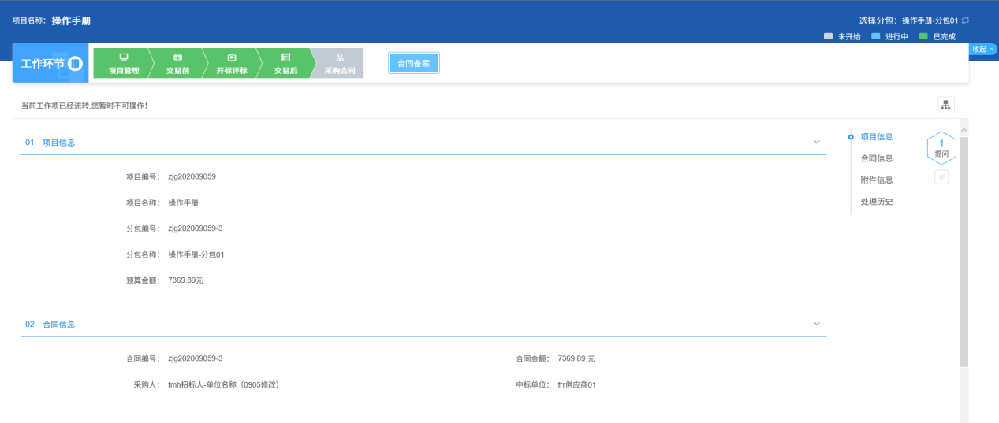 项目名称：操作手册
选择分包：操作手册-分包01
未开始 进行中 已完成
收起
工作环节
项目管理 交易前 开标评标 交易后 采购合同
合同备案
当前工作项已经流转,您暂时不可操作!
01 项目信息
项目编号： zjg202009059
项目名称： 操作手册
分包编号： zjg202009059-3
分包名称： 操作手册-分包01
预算金额： 7369.89元
02 合同信息
合同编号： zjg202009059-3 合同金额： 7369.89 元
采购人： fmh招标人-单位名称（0905修改） 中标单位： frr供应商01
项目信息
合同信息
附件信息
处理历史
1
提问